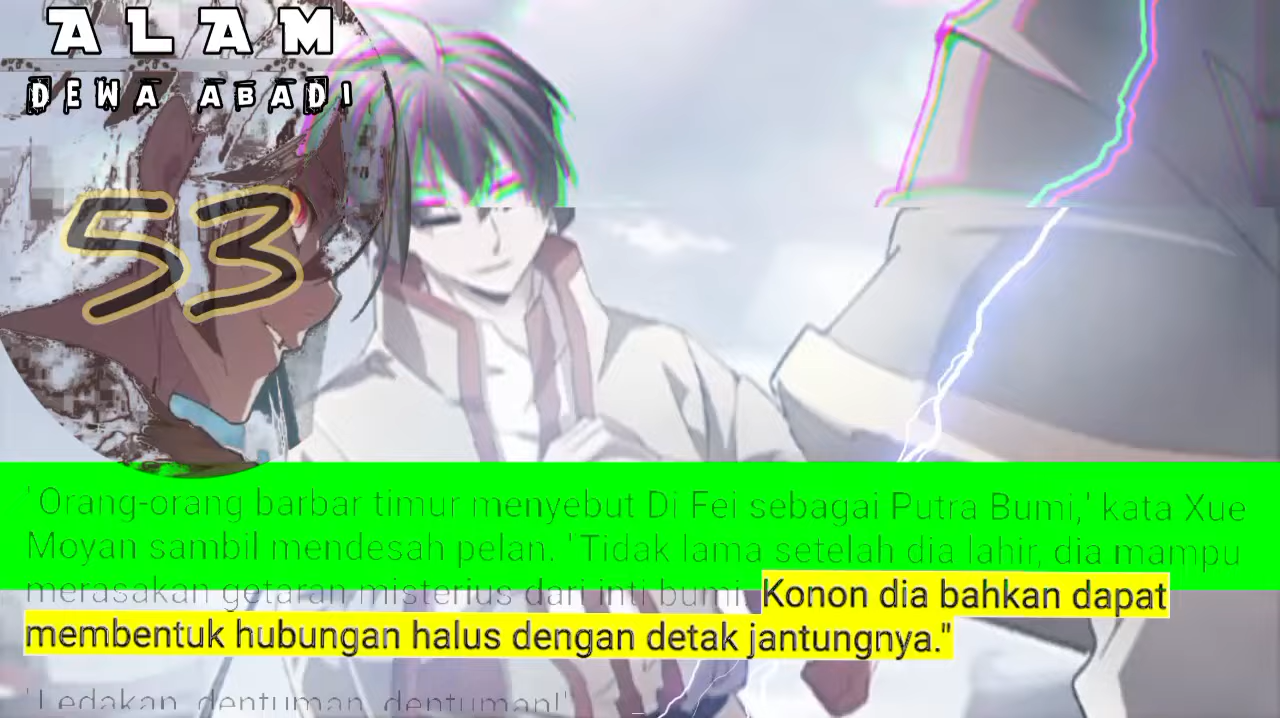 ALAM
DEWA ABADI
53
'Orang-orang barbar timur menyebut Di Fei sebagai Putra Bumi,' kata Xue
Moyan sambil mendesah pelan. 'Tidak lama setelah dia lahir, dia mampu
merasakan getaran misterius dari inti bumi. Konon dia bahkan dapat
membentuk hubungan halus dengan detak jantungnya."
'Ledakan, dentuman, dentuman!'